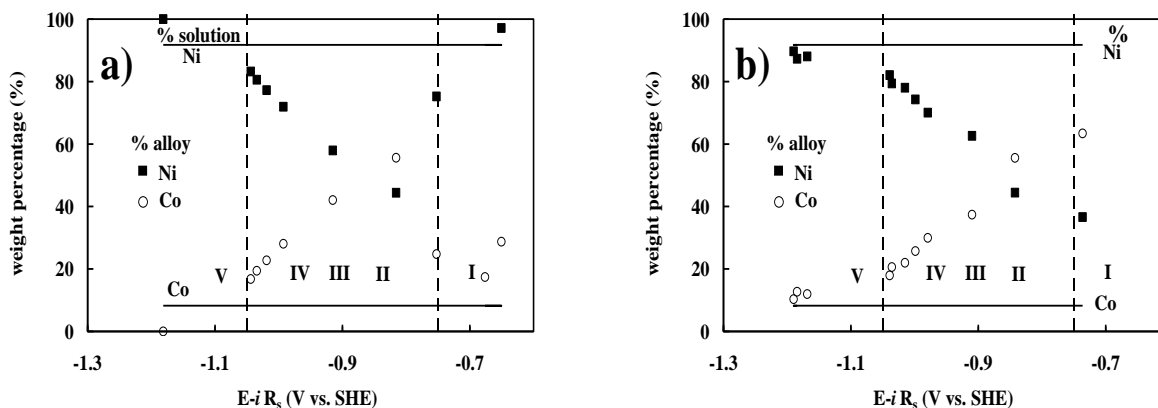 100
80
60
40
20
0
weight percentage (%)
a)
% solution
Ni
% alloy
Ni
Co
V
IV
III
II
I
Co
-1.3
-1.1
-0.9
-0.7
E-i Rs (V vs. SHE)
100
80
60
40
20
0
weight percentage (%)
b)
%
Ni
% alloy
Ni
Co
V
IV
III
II
I
Co
-1.3
-1.1
-0.9
-0.7
E-i Rs (V vs. SHE)